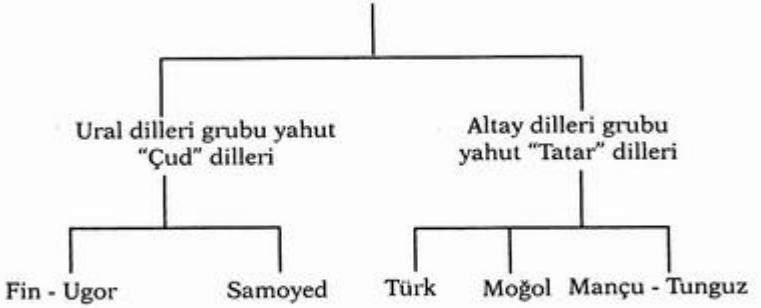 Ural dilleri grubu yahut
“Çud” dilleri
Altay dilleri grubu
yahut “Tatar” dilleri
Fin - Ugor
Samoyed
Türk
Moğol
Mançu - Tunguz